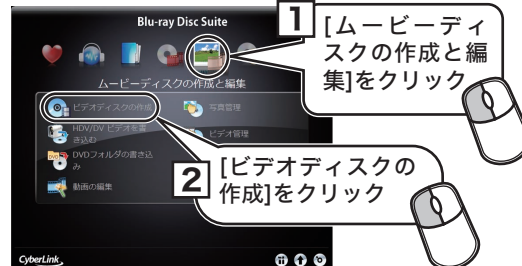 Blu-ray Disc Suite
1
[ムービーディ
スクの作成と編
集]をクリック
ムービーディスクの作成と編集
ビデオディスクの作成
写真管理
HDV/DV ビデオを書
き込む
ビデオ管理
DVDフォルダの書き込
み
動画の編集
2
[ビデオディスクの
作成]をクリック
CyberLink